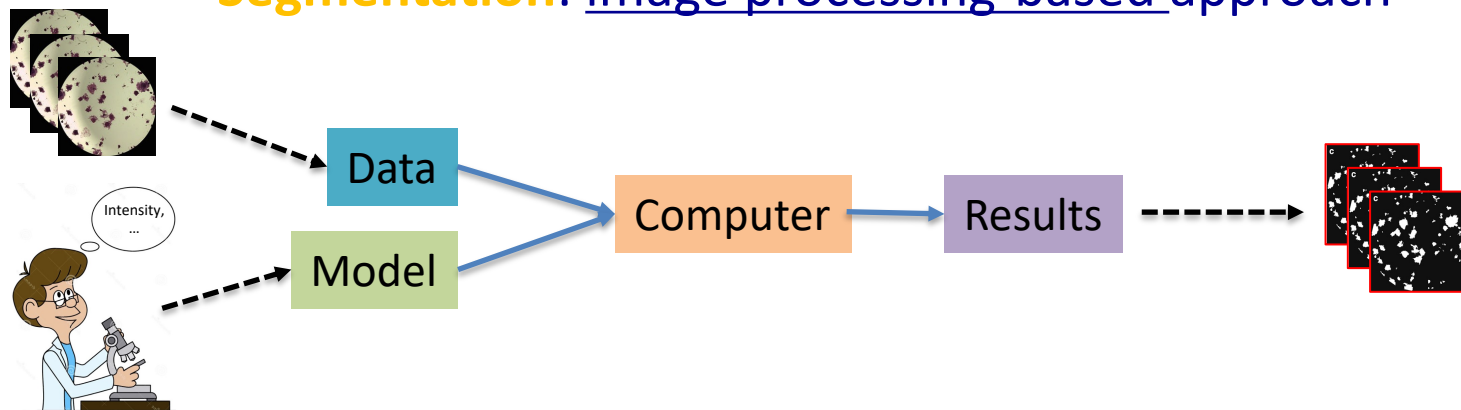 Segmentation: image processing-based approach
Data
Intensity,
...
Computer
Results
Model
C
C
C